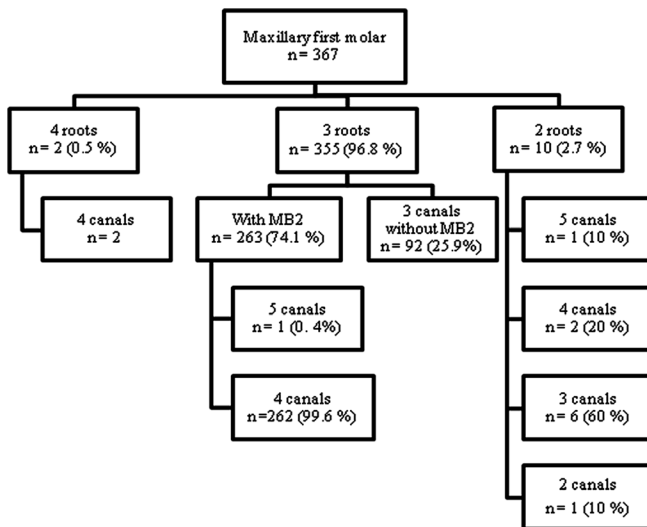 Maxillary first molar
n= 367
4 roots
n= 2 (0.5 %)
3 roots
n= 355 (96.8 %)
2 roots
n= 10 (2.7 %)
4 canals
n= 2
With MB2
n= 263 (74.1 %)
3 canals
without MB2
n= 92 (25.9%)
5 canals
n= 1 (0. 4%)
4 canals
n=262 (99.6 %)
5 canals
n= 1 (10 %)
4 canals
n= 2 (20 %)
3 canals
n= 6 (60 %)
2 canals
n= 1 (10 %)